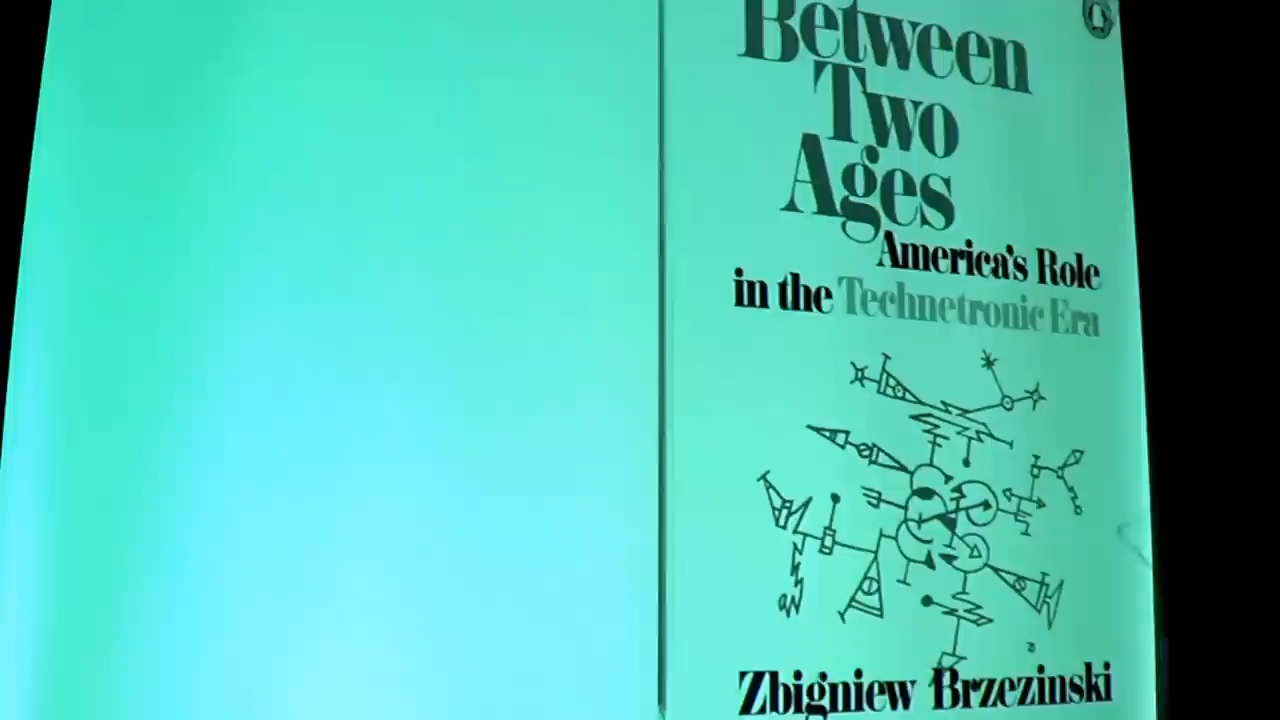 Between
Two
Ages
America's Role
in the Technetronic Era
Zbigniew Brzezinski